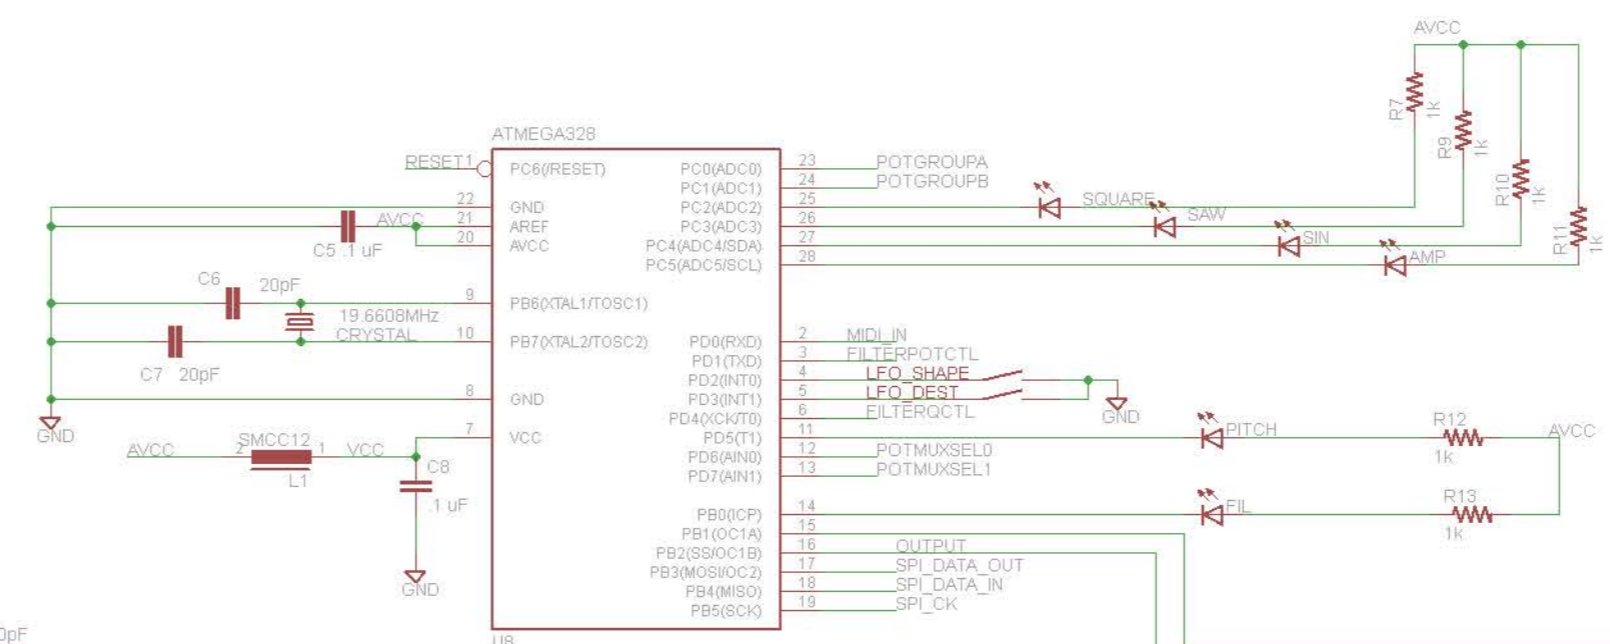 AVCC
R7
1k
R9
1k
R10
1k
R11
1k
ATMEGA328
RESET1
PC6(/RESET)
22
GND
21
AREF
20
AVCC
AVCC
C5 .1 uF
C6
20pF
9
PB6(XTAL1/TOSC1)
19.6608MHz
CRYSTAL
10
PB7(XTAL2/TOSC2)
C7 20pF
8
GND
GND
7
VCC
AVCC
SMCC12
2
1
VCC
L1
C8
.1 uF
GND
PC0(ADC0)
23
POTGROUPA
PC1(ADC1)
24
POTGROUPB
PC2(ADC2)
25
SQUARE
PC3(ADC3)
26
SAW
PC4(ADC4/SDA)
27
SIN
PC5(ADC5/SCL)
28
AMP
PD0(RXD)
2
MIDI_IN
PD1(TXD)
3
FILTERPOTCTL
PD2(INT0)
4
LFO_SHAPE
PD3(INT1)
5
LFO_DEST
GND
PD4(XCK/T0)
6
FILTERQCTL
PD5(T1)
11
PITCH
R12
1k
AVCC
PD6(AIN0)
12
POTMUXSEL0
PD7(AIN1)
13
POTMUXSEL1
PB0(ICP)
14
FIL
R13
1k
PB1(OC1A)
15
PB2(SS/OC1B)
16
OUTPUT
PB3(MOSI/OC2)
17
SPI_DATA_OUT
PB4(MISO)
18
SPI_DATA_IN
PB5(SCK)
19
SPI_CK
0pF
U8